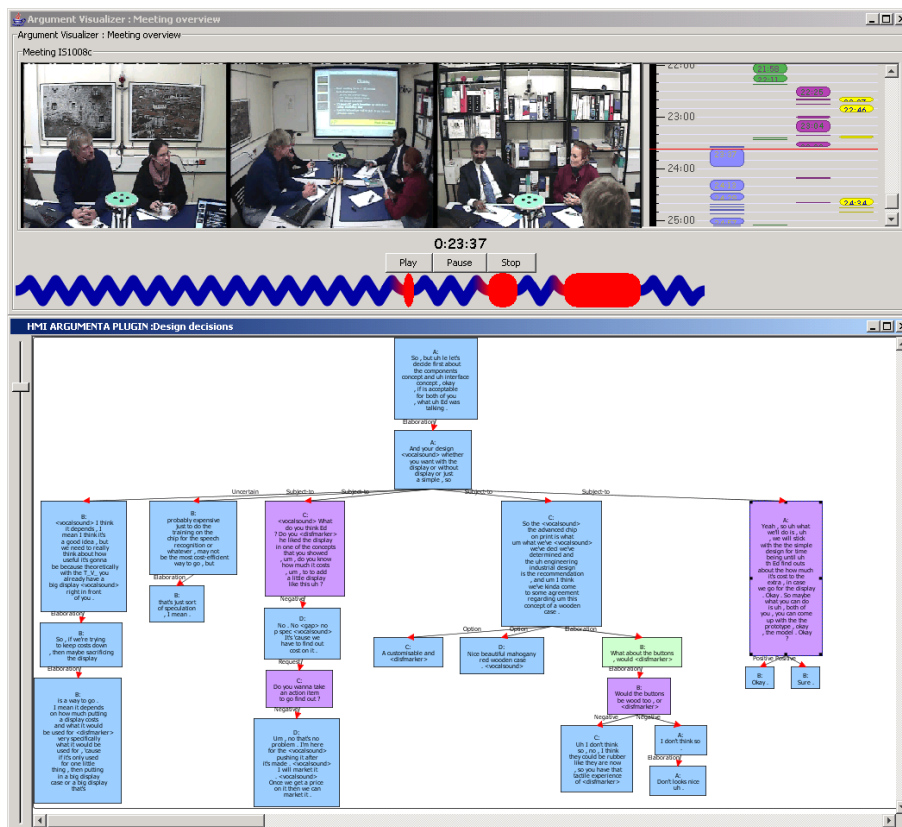 Argument Visualizer : Meeting overview
Argument Visualizer : Meeting overview
Meeting IS1008c
22:00
21:58
22:11
22:46
23:00
23:04
24:00
24:34
25:00
0:23:37
Play
Pause
Stop
HMI ARGUMENTA PLUGIN :Design decisions
A:
So , but uh le let's
decide first about
the components
concept and uh interface
concept , okay
, if is acceptable
for both of you
, what uh Ed was
talking .
Elaboration
A:
And your design
<vocalsound> whether
you want with the
display or without
display or just
a simple , so
Uncertain
Subject-to
Subject-to
Subject-to
Subject-to
B:
<vocalsound> I think
it depends , I
mean I think it's
a good idea , but
we need to really
think about how
useful it's gonna
be because theoretically
with the T_V_ you
already have a
big display <vocalsound>
right in front
of you .
Elaboration
B:
So , if we're trying
to keep costs down
, then maybe sacrificing
the display
Elaboration
B:
is a way to go .
I mean it depends
on how much putting
a display costs
and what it would
be used for <disfmarker>
very specifically
what it would be
used for , 'cause
if it's only used
for one little
thing , then putting
in a big display
case or a big display
that's
B:
probably expensive
just to do the
training on the
chip for the speech
recognition or
whatever , may not
be the most cost-efficient
way to go , but
Elaboration
B:
that's just sort
of speculation
, I mean .
C:
<vocalsound> What
do you think Ed
? Do you <disfmarker>
he liked the display
in one of the concepts
that you showed
, um , do you know
how much it costs
, um , to to add
a little display
like this uh ?
Negative
D:
No . No <gap> no
p spec <vocalsound>
It's 'cause we
have to find out
cost on it .
Request
C:
Do you wanna take
an action item
to go find out ?
Negative
D:
Um , no that's no
problem . I'm here
for the <vocalsound>
pushing it after
it's made . <vocalsound>
I will market it
. <vocalsound>
Once we get a price
on it then we can
market it .
C:
So the <vocalsound>
the advanced chip
on print is what
um what we've <vocalsound>
we've deci we've
determined and the
uh engineering
industrial design
is the recommendation
, and um I think
we've kinda come
to some agreement
regarding um this
concept of a wooden
case .
Option
Option
Elaboration
C:
A customisable and
<disfmarker>
D:
Nice beautiful mahogany
red wooden case
. <vocalsound>
B:
What about the buttons
, would <disfmarker>
Elaboration
B:
Would the buttons
be wood too , or
<disfmarker>
Negative
Negative
C:
Uh I don't think
so , no , I think
they could be rubber
like they are now
, so you have that
tactile experience
of <disfmarker>
A:
I don't think so
.
Elaboration
A:
Don't looks nice
uh .
A:
Yeah , so uh what
we'll do is , uh
, we will stick
with the the simple
design for time
being until uh
th Ed finds out
about the how much
it's cost to the
extra , in case
we go for the display
. Okay . So maybe
what you can do
is uh , both of
you , you can come
up with the the
prototype , okay
, the model . Okay
?
Positive
Positive
B:
Okay .
B:
Sure .